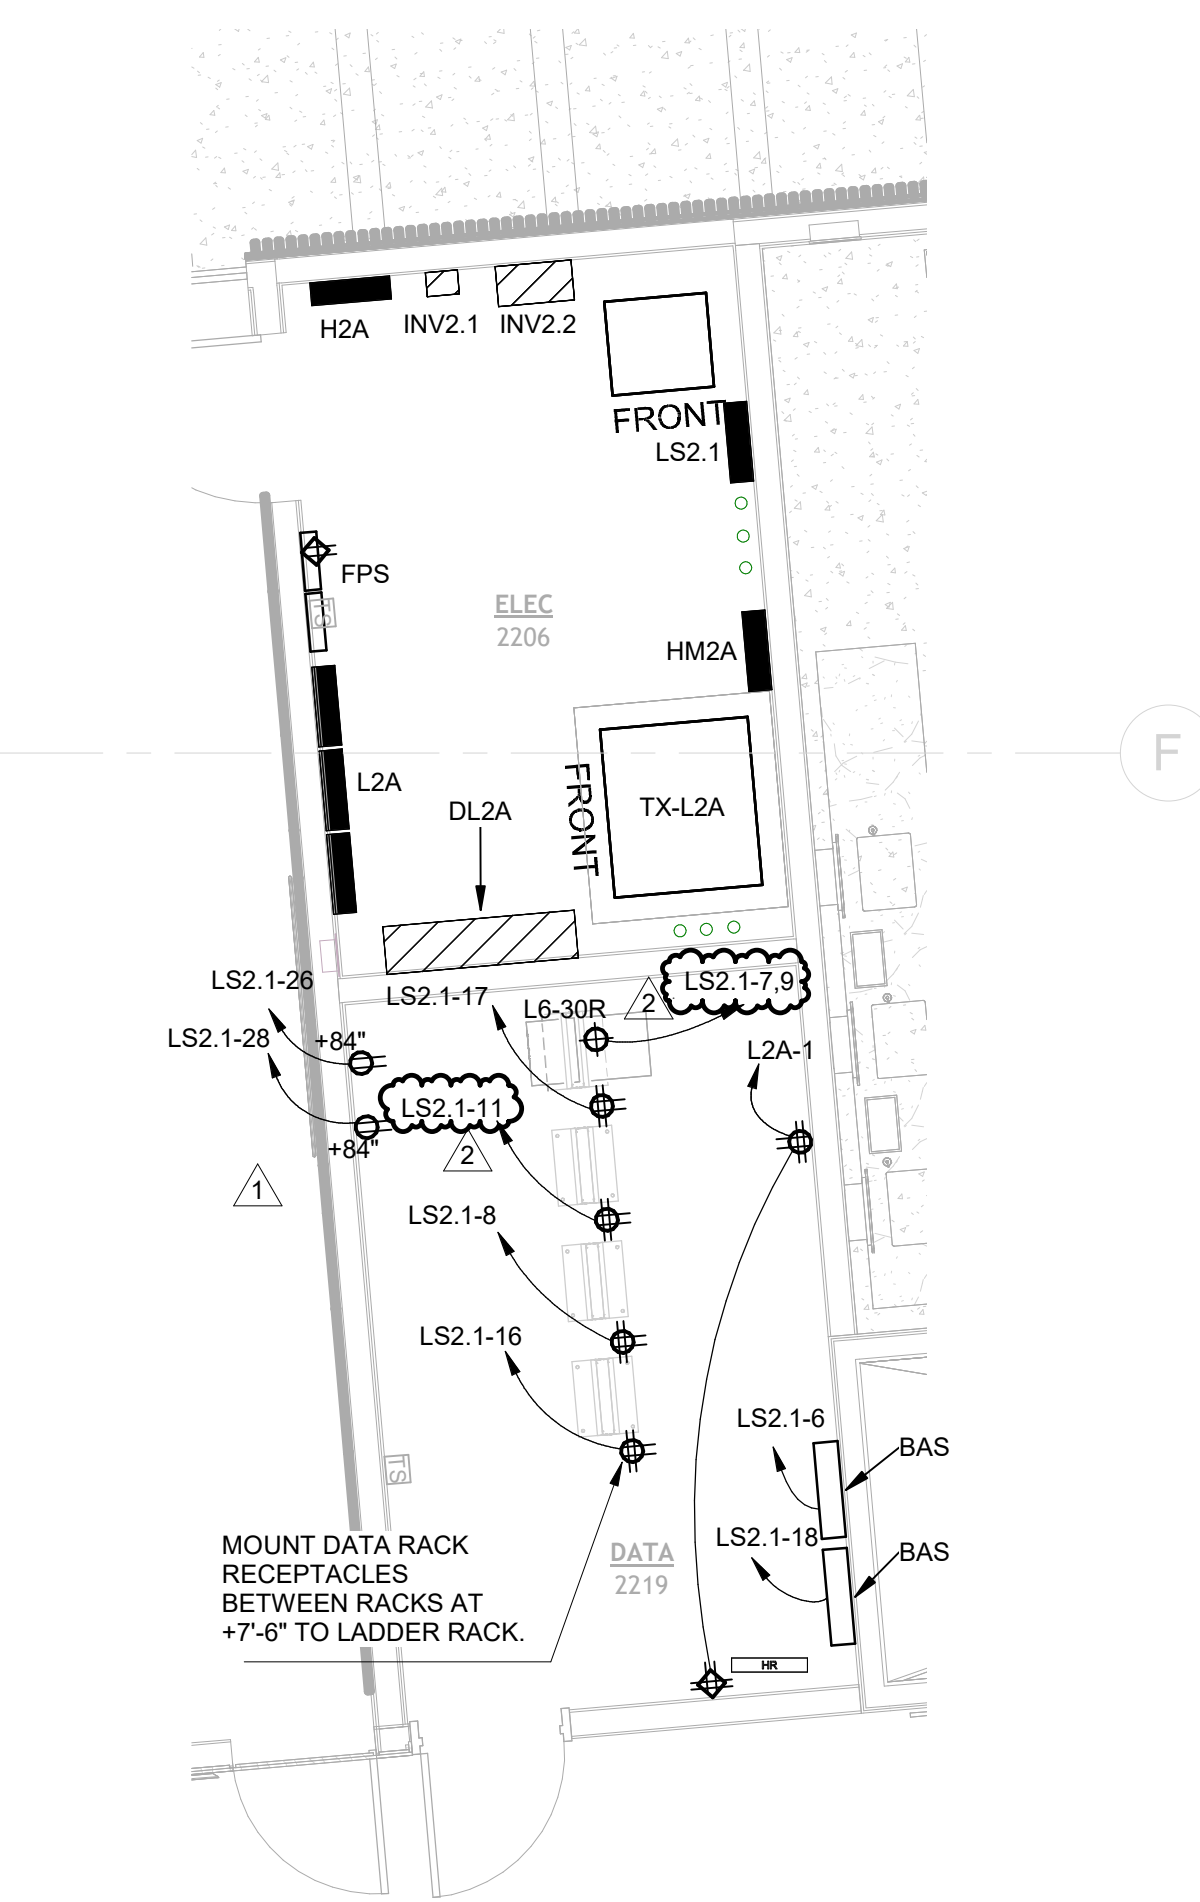 H2A
INV2.1
INV2.2
FRONT
LS2.1
FPS
TS
ELEC
2206
HM2A
F
L2A
FRONT
TX-L2A
DL2A
LS2.1-26
LS2.1-17
LS2.1-7,9
L6-30R
2
LS2.1-28
+84"
L2A-1
LS2.1-11
+84"
2
1
LS2.1-8
LS2.1-16
LS2.1-6
BAS
TS
LS2.1-18
BAS
MOUNT DATA RACK
RECEPTACLES
BETWEEN RACKS AT
+7'-6" TO LADDER RACK.
DATA
2219
HR